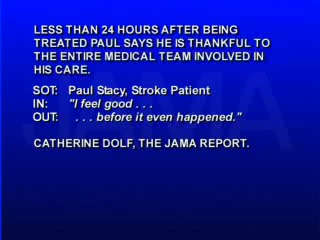 LESS THAN 24 HOURS AFTER BEING
TREATED PAUL SAYS HE IS THANKFUL TO
THE ENTIRE MEDICAL TEAM INVOLVED IN
HIS CARE.
SOT: Paul Stacy, Stroke Patient
IN: "I feel good . . .
OUT: . . . before it even happened."
CATHERINE DOLF, THE JAMA REPORT.
JAMA